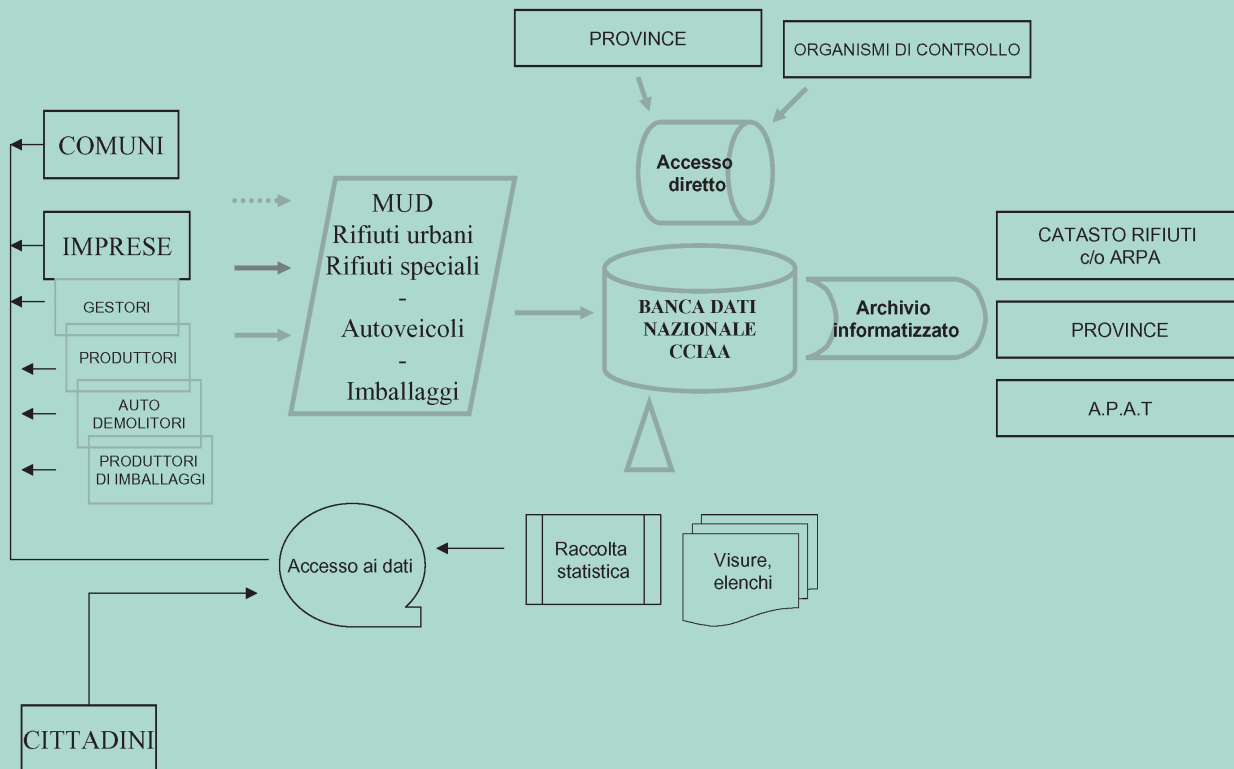 PROVINCE
ORGANISMI DI CONTROLLO
COMUNI
IMPRESE
GESTORI
PRODUTTORI
AUTO
DEMOLITORI
PRODUTTORI
DI IMBALLAGGI
MUD
Rifiuti urbani
Rifiuti speciali
-
Autoveicoli
-
Imballaggi
Accesso
diretto
BANCA DATI
NAZIONALE
CCIAA
Archivio
informatizzato
CATASTO RIFIUTI
c/o ARPA
PROVINCE
A.P.A.T
Accesso ai dati
Raccolta
statistica
Visure,
elenchi
CITTADINI